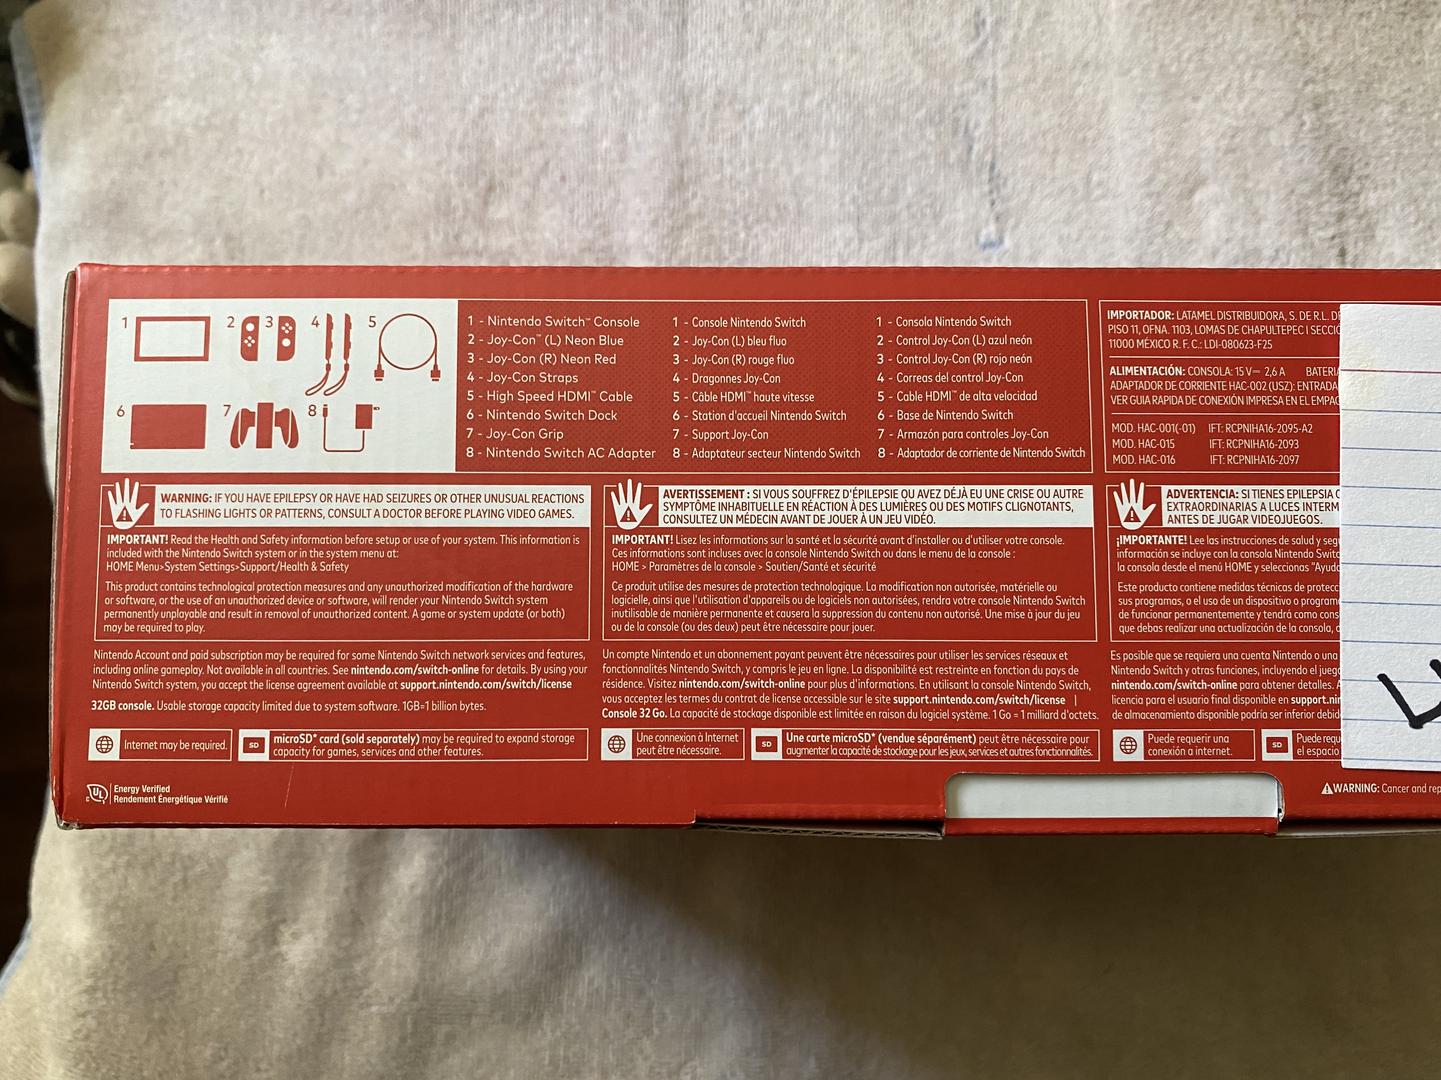 1
2
3
4
5
6
7
8
1 - Nintendo Switch™ Console
2 - Joy-Con™ (L) Neon Blue
3 - Joy-Con (R) Neon Red
4 - Joy-Con Straps
5 - High Speed HDMI™ Cable
6 - Nintendo Switch Dock
7 - Joy-Con Grip
8 - Nintendo Switch AC Adapter
1 - Console Nintendo Switch
2 - Joy-Con (L) bleu fluo
3 - Joy-Con (R) rouge fluo
4 - Dragonnes Joy-Con
5 - Câble HDMI™ haute vitesse
6 - Station d'accueil Nintendo Switch
7 - Support Joy-Con
8 - Adaptateur secteur Nintendo Switch
1 - Consola Nintendo Switch
2 - Control Joy-Con (L) azul neón
3 - Control Joy-Con (R) rojo neón
4 - Correas del control Joy-Con
5 - Cable HDMI™ de alta velocidad
6 - Base de Nintendo Switch
7 - Armazón para controles Joy-Con
8 - Adaptador de corriente de Nintendo Switch
IMPORTADOR: LATAMEL DISTRIBUIDORA, S. DE R.L. DE
PISO 11, OFNA. 1103, LOMAS DE CHAPULTEPEC I SECCI
11000 MÉXICO R. F. C.: LDI-080623-F25
ALIMENTACIÓN: CONSOLA: 15 V⎓ 2,6 A BATERI
ADAPTADOR DE CORRIENTE HAC-002 (USZ): ENTRADA
VER GUIA RAPIDA DE CONEXIÓN IMPRESA EN EL EMPA
MOD. HAC-001(-01) IFT: RCPNIHA16-2095-A2
MOD. HAC-015 IFT: RCPNIHA16-2093
MOD. HAC-016 IFT: RCPNIHA16-2097
WARNING: IF YOU HAVE EPILEPSY OR HAVE HAD SEIZURES OR OTHER UNUSUAL REACTIONS
TO FLASHING LIGHTS OR PATTERNS, CONSULT A DOCTOR BEFORE PLAYING VIDEO GAMES.
IMPORTANT! Read the Health and Safety information before setup or use of your system. This information is
included with the Nintendo Switch system or in the system menu at:
HOME Menu>System Settings>Support/Health & Safety
This product contains technological protection measures and any unauthorized modification of the hardware
or software, or the use of an unauthorized device or software, will render your Nintendo Switch system
permanently unplayable and result in removal of unauthorized content. A game or system update (or both)
may be required to play.
AVERTISSEMENT : SI VOUS SOUFFREZ D'ÉPILEPSIE OU AVEZ DÉJÀ EU UNE CRISE OU AUTRE
SYMPTÔME INHABITUELLE EN RÉACTION À DES LUMIÈRES OU DES MOTIFS CLIGNOTANTS,
CONSULTEZ UN MÉDECIN AVANT DE JOUER À UN JEU VIDÉO.
IMPORTANT! Lisez les informations sur la santé et la sécurité avant d'installer ou d'utiliser votre console.
Ces informations sont incluses avec la console Nintendo Switch ou dans le menu de la console :
HOME > Paramètres de la console > Soutien/Santé et sécurité
Ce produit utilise des mesures de protection technologique. La modification non autorisée, matérielle ou
logicielle, ainsi que l'utilisation d'appareils ou de logiciels non autorisées, rendra votre console Nintendo Switch
inutilisable de manière permanente et causera la suppression du contenu non autorisé. Une mise à jour du jeu
ou de la console (ou des deux) peut être nécessaire pour jouer.
ADVERTENCIA: SI TIENES EPILEPSIA O
EXTRAORDINARIAS A LUCES INTERM
ANTES DE JUGAR VIDEOJUEGOS.
¡IMPORTANTE! Lee las instrucciones de salud y segu
información se incluye con la consola Nintendo Switc
la consola desde el menú HOME y seleccionas "Ayuda
Este producto contiene medidas técnicas de protecc
sus programas, o el uso de un dispositivo o programa
de funcionar permanentemente y tendrá como cons
que debas realizar una actualización de la consola, o
Nintendo Account and paid subscription may be required for some Nintendo Switch network services and features,
including online gameplay. Not available in all countries. See nintendo.com/switch-online for details. By using your
Nintendo Switch system, you accept the license agreement available at support.nintendo.com/switch/license
32GB console. Usable storage capacity limited due to system software. 1GB=1 billion bytes.
Un compte Nintendo et un abonnement payant peuvent être nécessaires pour utiliser les services réseaux et
fonctionnalités Nintendo Switch, y compris le jeu en ligne. La disponibilité est restreinte en fonction du pays de
résidence. Visitez nintendo.com/switch-online pour plus d'informations. En utilisant la console Nintendo Switch,
vous acceptez les termes du contrat de license accessible sur le site support.nintendo.com/switch/license |
Console 32 Go. La capacité de stockage disponible est limitée en raison du logiciel système. 1 Go = 1 milliard d'octets.
Es posible que se requiera una cuenta Nintendo o una
Nintendo Switch y otras funciones, incluyendo el jueg
nintendo.com/switch-online para obtener detalles. A
licencia para el usuario final disponible en support.nin
de almacenamiento disponible podría ser inferior debid
Internet may be required.
SD
microSD* card (sold separately) may be required to expand storage
capacity for games, services and other features.
Une connexion à Internet
peut être nécessaire.
SD
Une carte microSD* (vendue séparément) peut être nécessaire pour
augmenter la capacité de stockage pour les jeux, services et autres fonctionnalités.
Puede requerir una
conexión a internet.
SD
Puede requ
el espacio
UL
Energy Verified
Rendement Énergétique Vérifié
WARNING: Cancer and rep